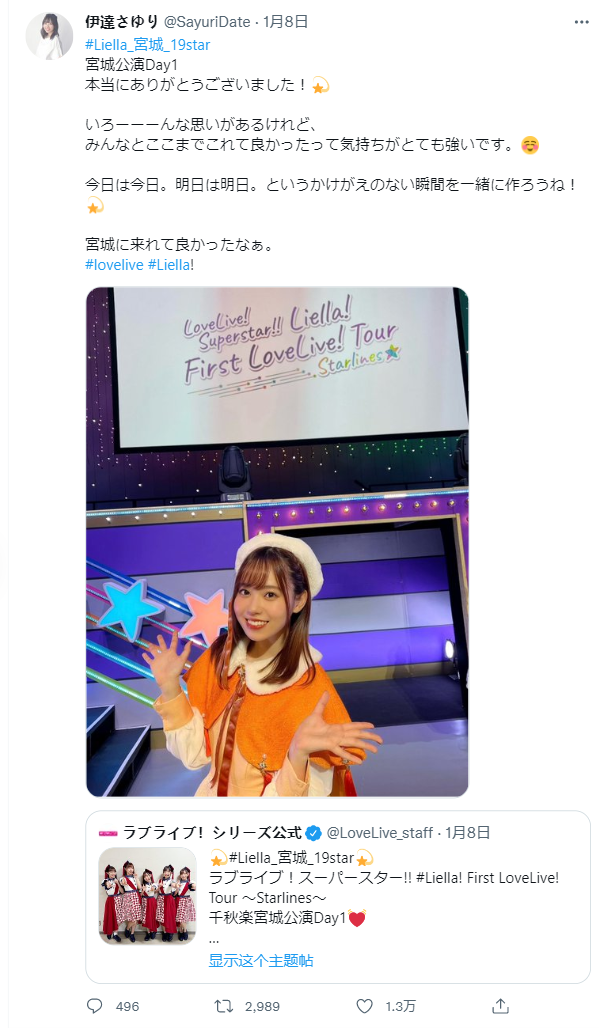 伊達さゆり @SayuriDate · 1月8日
#Liella_宮城_19star
宮城公演Day1
本当にありがとうございました！💫
いろーーーんな思いがあるけれど、
みんなとここまでこれて良かったって気持ちがとても強いです。☺️
今日は今日。明日は明日。というかけがえのない瞬間を一緒に作ろうね！
💫
宮城に来れて良かったなぁ。
#lovelive #Liella!
LoveLive!
Superstar!! Liella!
First LoveLive! Tour
Starlines
ラブライブ！シリーズ公式 @LoveLive_staff · 1月8日
💫#Liella_宮城_19star💫
ラブライブ！スーパースター!! #Liella! First LoveLive!
Tour ～Starlines～
千秋楽宮城公演Day1💓
...
显示这个主题帖
496 2,989 1.3万